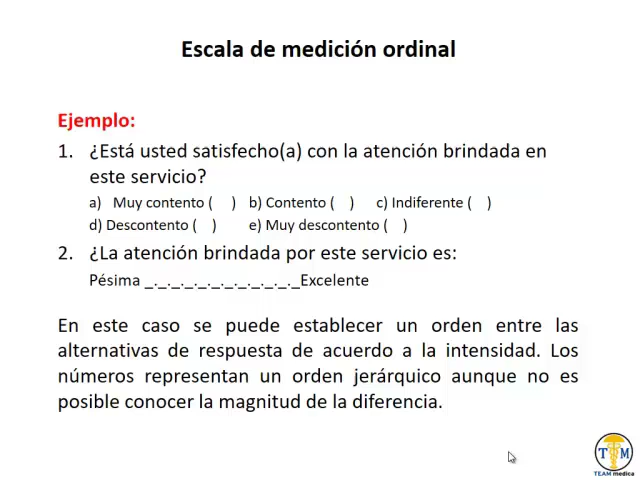 Escala de medición ordinal
Ejemplo:
1. ¿Está usted satisfecho(a) con la atención brindada en
este servicio?
a) Muy contento ( ) b) Contento ( ) c) Indiferente ( )
d) Descontento ( ) e) Muy descontento ( )
2. ¿La atención brindada por este servicio es:
Pésima _._._._._._._._._._._._Excelente
En este caso se puede establecer un orden entre las
alternativas de respuesta de acuerdo a la intensidad. Los
números representan un orden jerárquico aunque no es
posible conocer la magnitud de la diferencia.
T M
TEAM medica